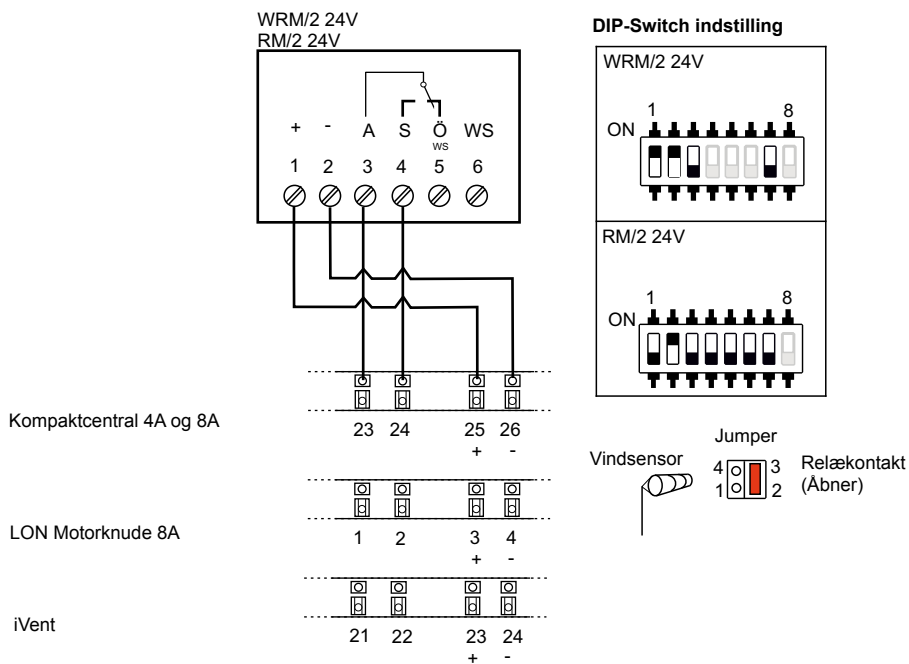 WRM/2 24V
RM/2 24V
+ - A S Ö WS
WS
1 2 3 4 5 6
DIP-Switch indstilling
WRM/2 24V
1 8
ON
RM/2 24V
1 8
ON
Kompaktcentral 4A og 8A
23 24 25 26
+ -
Jumper
Vindsensor
4 3
1 2
Relækontakt
(Åbner)
LON Motorknude 8A
1 2 3 4
+ -
iVent
21 22 23 24
+ -